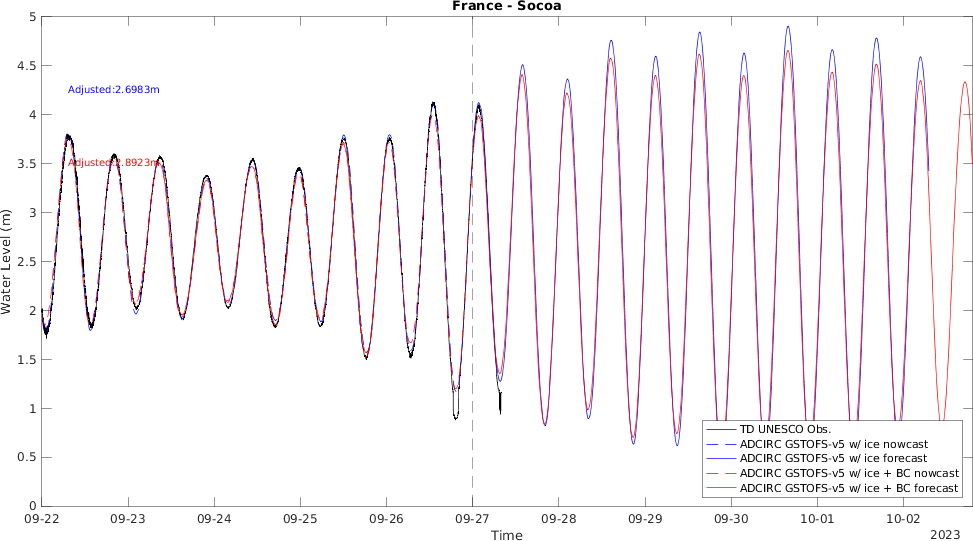 France - Socoa
5
4.5
4
3.5
3
2.5
2
1.5
1
0.5
0
Water Level (m)
Adjusted:2.6983m
Adjusted:2.8923m
TD UNESCO Obs.
ADCIRC GSTOFS-v5 w/ ice nowcast
ADCIRC GSTOFS-v5 w/ ice forecast
ADCIRC GSTOFS-v5 w/ ice + BC nowcast
ADCIRC GSTOFS-v5 w/ ice + BC forecast
09-22 09-23 09-24 09-25 09-26 09-27 09-28 09-29 09-30 10-01 10-02
Time
2023